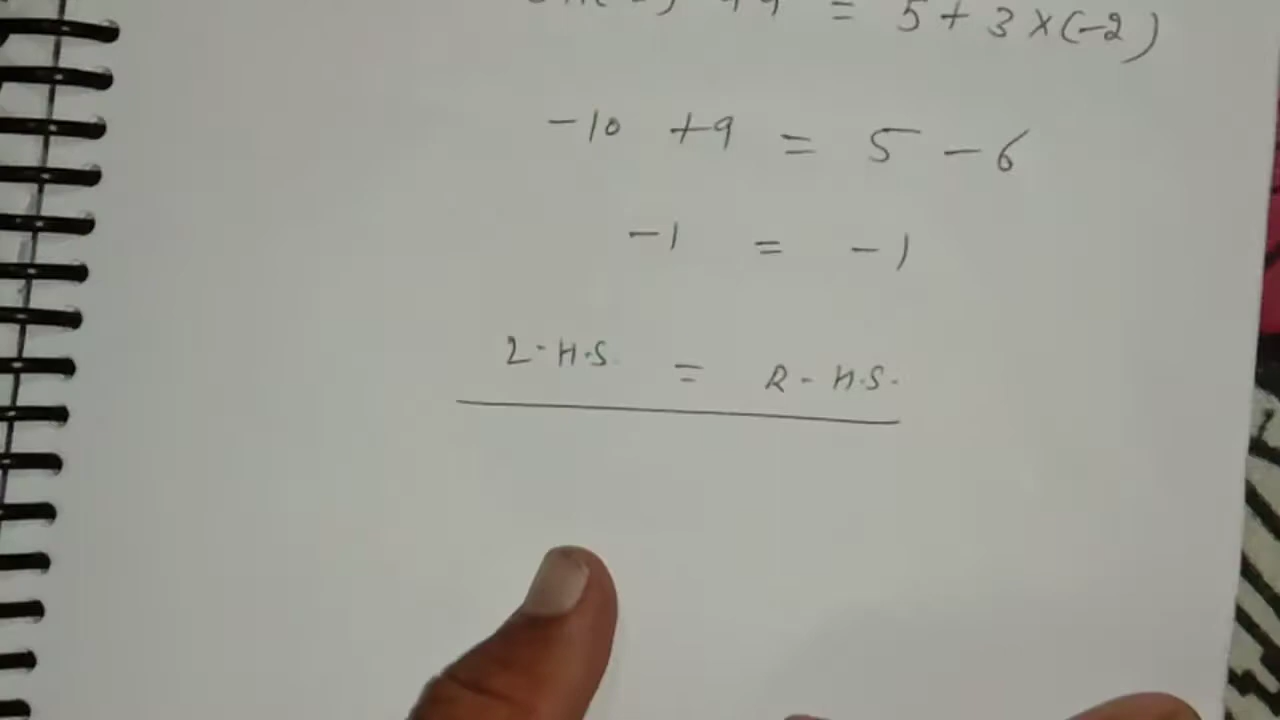 = 5 + 3 x (-2)
-10 +9 = 5 - 6
-1 = -1
L-H.S. = R-H.S.